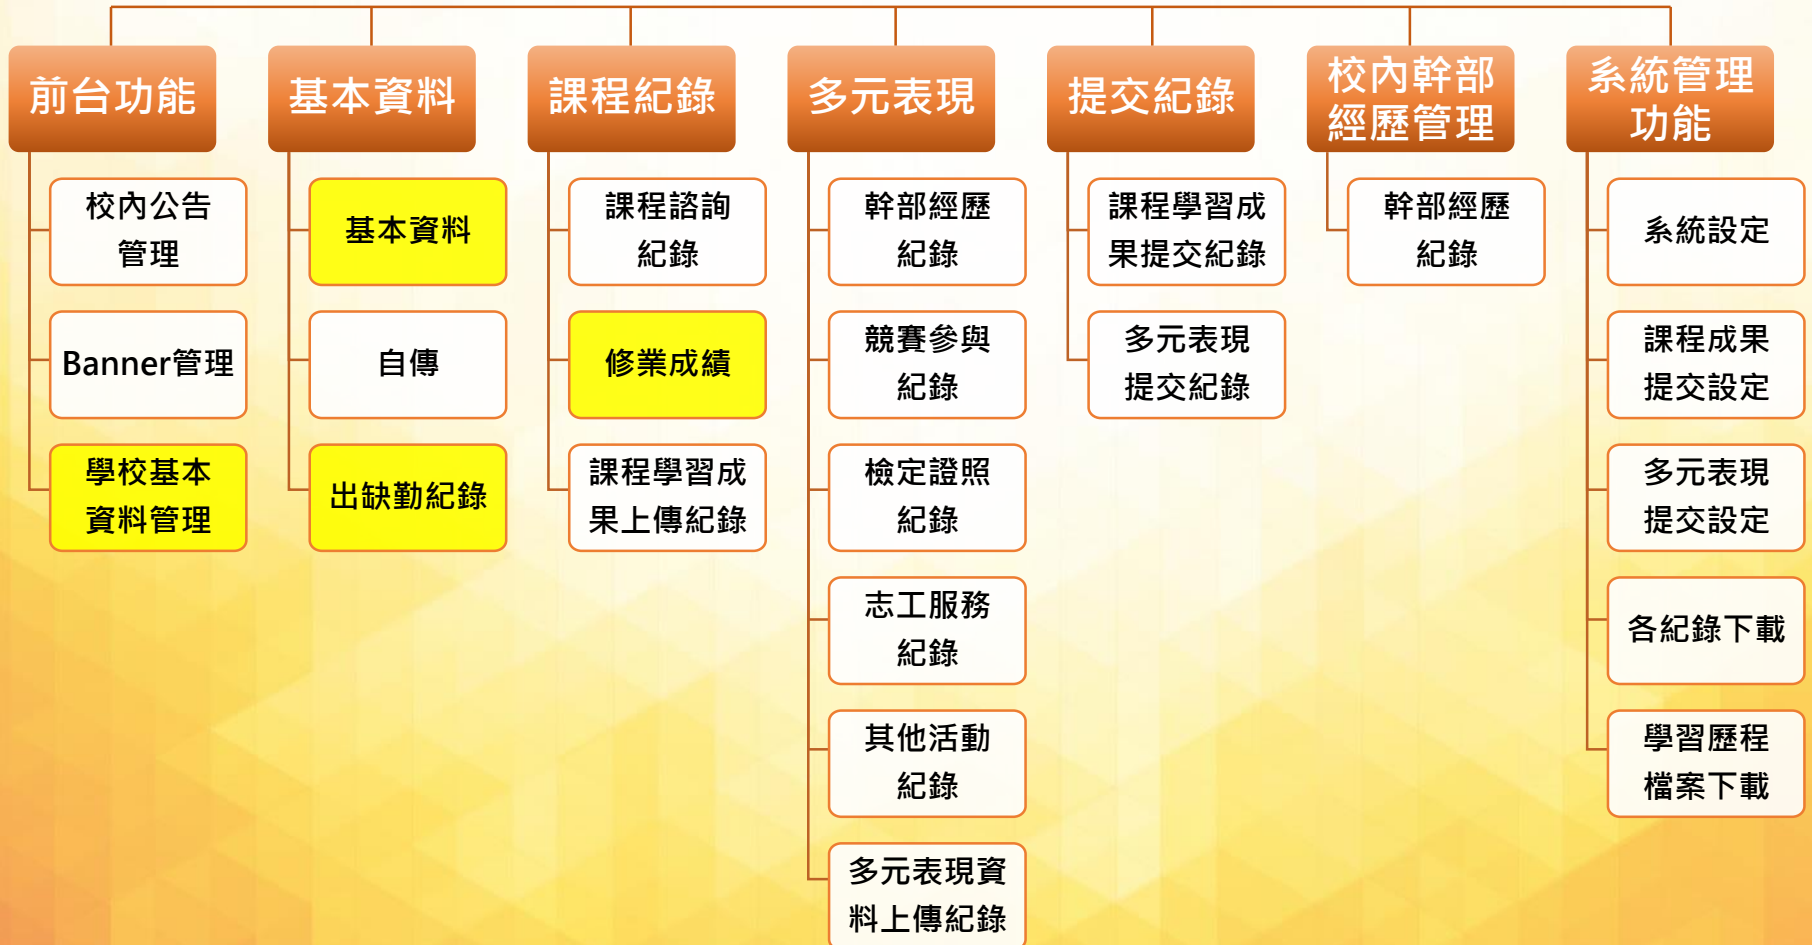 前台功能
校內公告
管理
Banner管理
學校基本
資料管理
基本資料
基本資料
自傳
出缺勤紀錄
課程紀錄
課程諮詢
紀錄
修業成績
課程學習成
果上傳紀錄
多元表現
幹部經歷
紀錄
競賽參與
紀錄
檢定證照
紀錄
志工服務
紀錄
其他活動
紀錄
多元表現資
料上傳紀錄
提交紀錄
課程學習成
果提交紀錄
多元表現
提交紀錄
校內幹部
經歷管理
幹部經歷
紀錄
系統管理
功能
系統設定
課程成果
提交設定
多元表現
提交設定
各紀錄下載
學習歷程
檔案下載